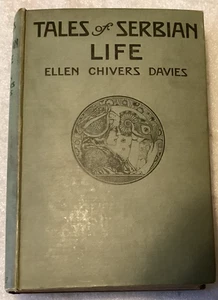 TALES of SERBIAN
LIFE
ELLEN CHIVERS DAVIES